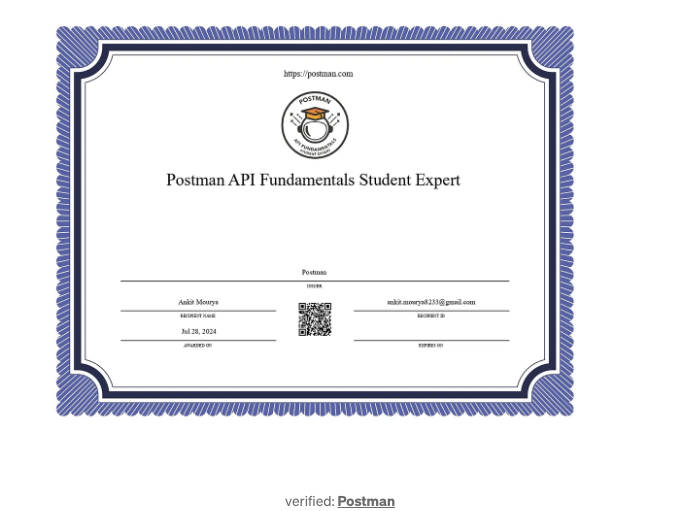 https://postman.com
POSTMAN
API FUNDAMENTALS
STUDENT EXPERT
Postman API Fundamentals Student Expert
Postman
ISSUER
Ankit Mourya
RECIPIENT NAME
ankit.mourya8233@gmail.com
RECIPIENT ID
Jul 28, 2024
AWARDED ON
EXPIRES ON
verified: Postman